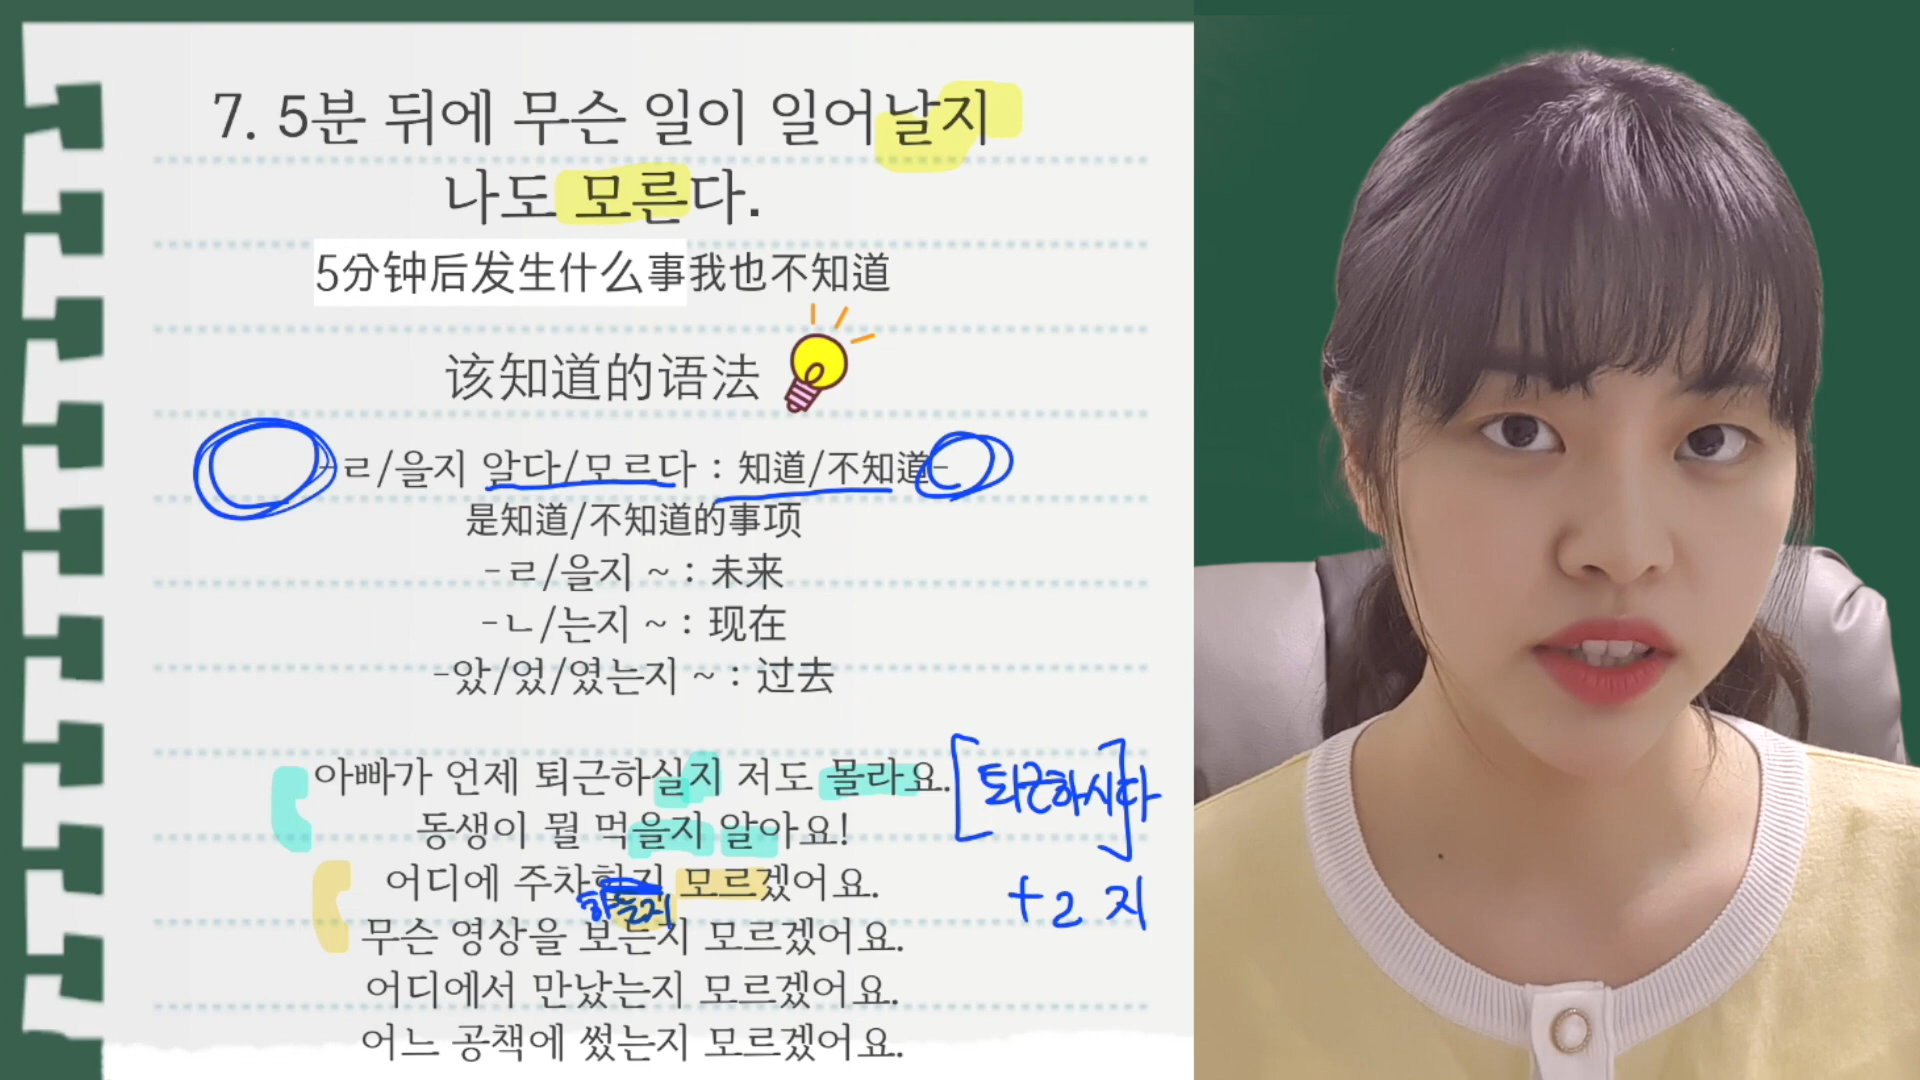 7. 5분 뒤에 무슨 일이 일어날지
나도 모른다.
5分钟后发生什么事我也不知道
该知道的语法
-ㄹ/을지 알다/모르다 : 知道/不知道-
是知道/不知道的事项
-ㄹ/을지 ~ : 未来
-ㄴ/는지 ~ : 现在
-았/었/였는지 ~ : 过去
아빠가 언제 퇴근하실지 저도 몰라요.
[퇴근하시다]
동생이 뭘 먹을지 알아요!
어디에 주차 모르겠어요.
하는지
+ㄹ 지
무슨 영상을 보는지 모르겠어요.
어디에서 만났는지 모르겠어요.
어느 공책에 썼는지 모르겠어요.